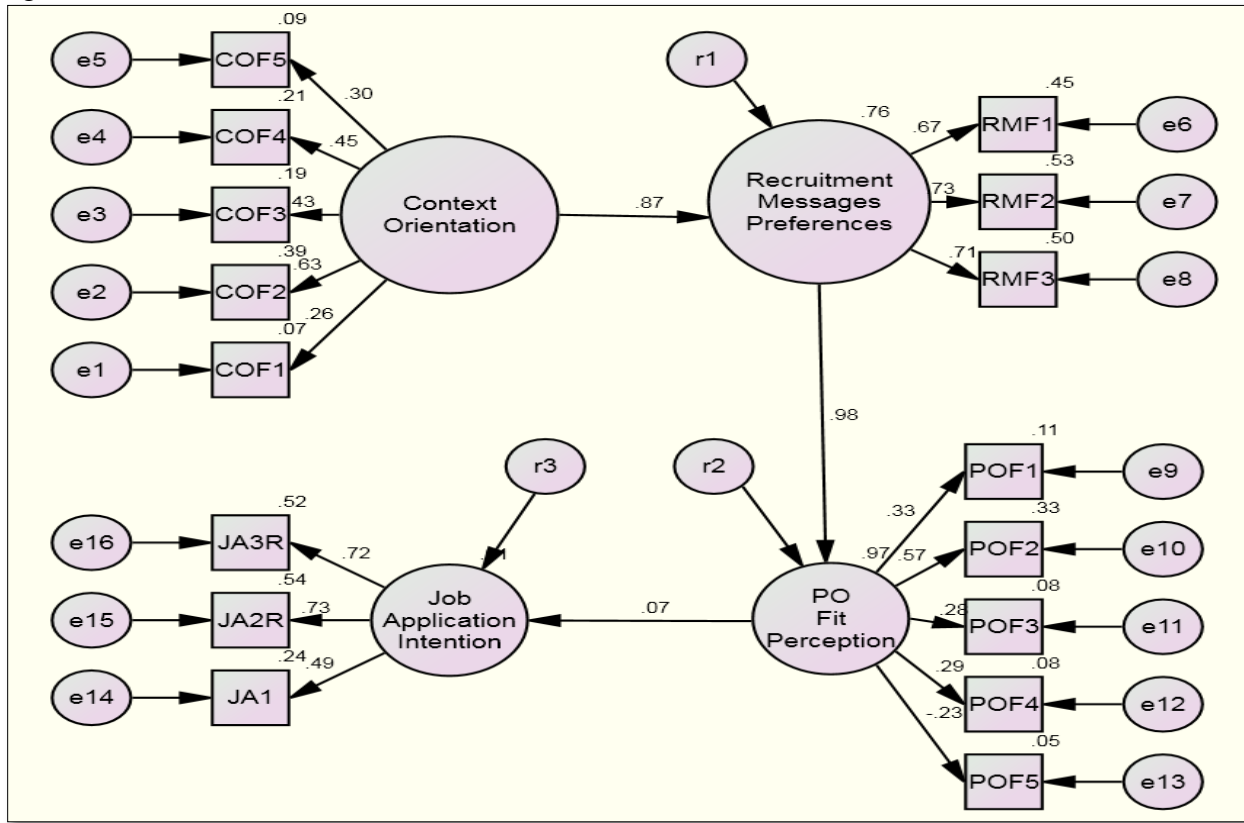 .09
e5
COF5
.30
.21
e4
COF4
.45
.19
e3
COF3
.43
.39
e2
COF2
.63
.26
.07
e1
COF1
Context
Orientation
.87
r1
.76
Recruitment
Messages
Preferences
.67
.45
RMF1
e6
.53
.73
RMF2
e7
.50
.71
RMF3
e8
.98
r3
r2
.52
e16
JA3R
.72
.54
e15
JA2R
.73
.24
.49
e14
JA1
Job
Application
Intention
.07
.97
PO
Fit
Perception
.11
POF1
e9
.33
.33
POF2
e10
.57
.08
POF3
e11
.28
.08
POF4
e12
.29
-.23
.05
POF5
e13